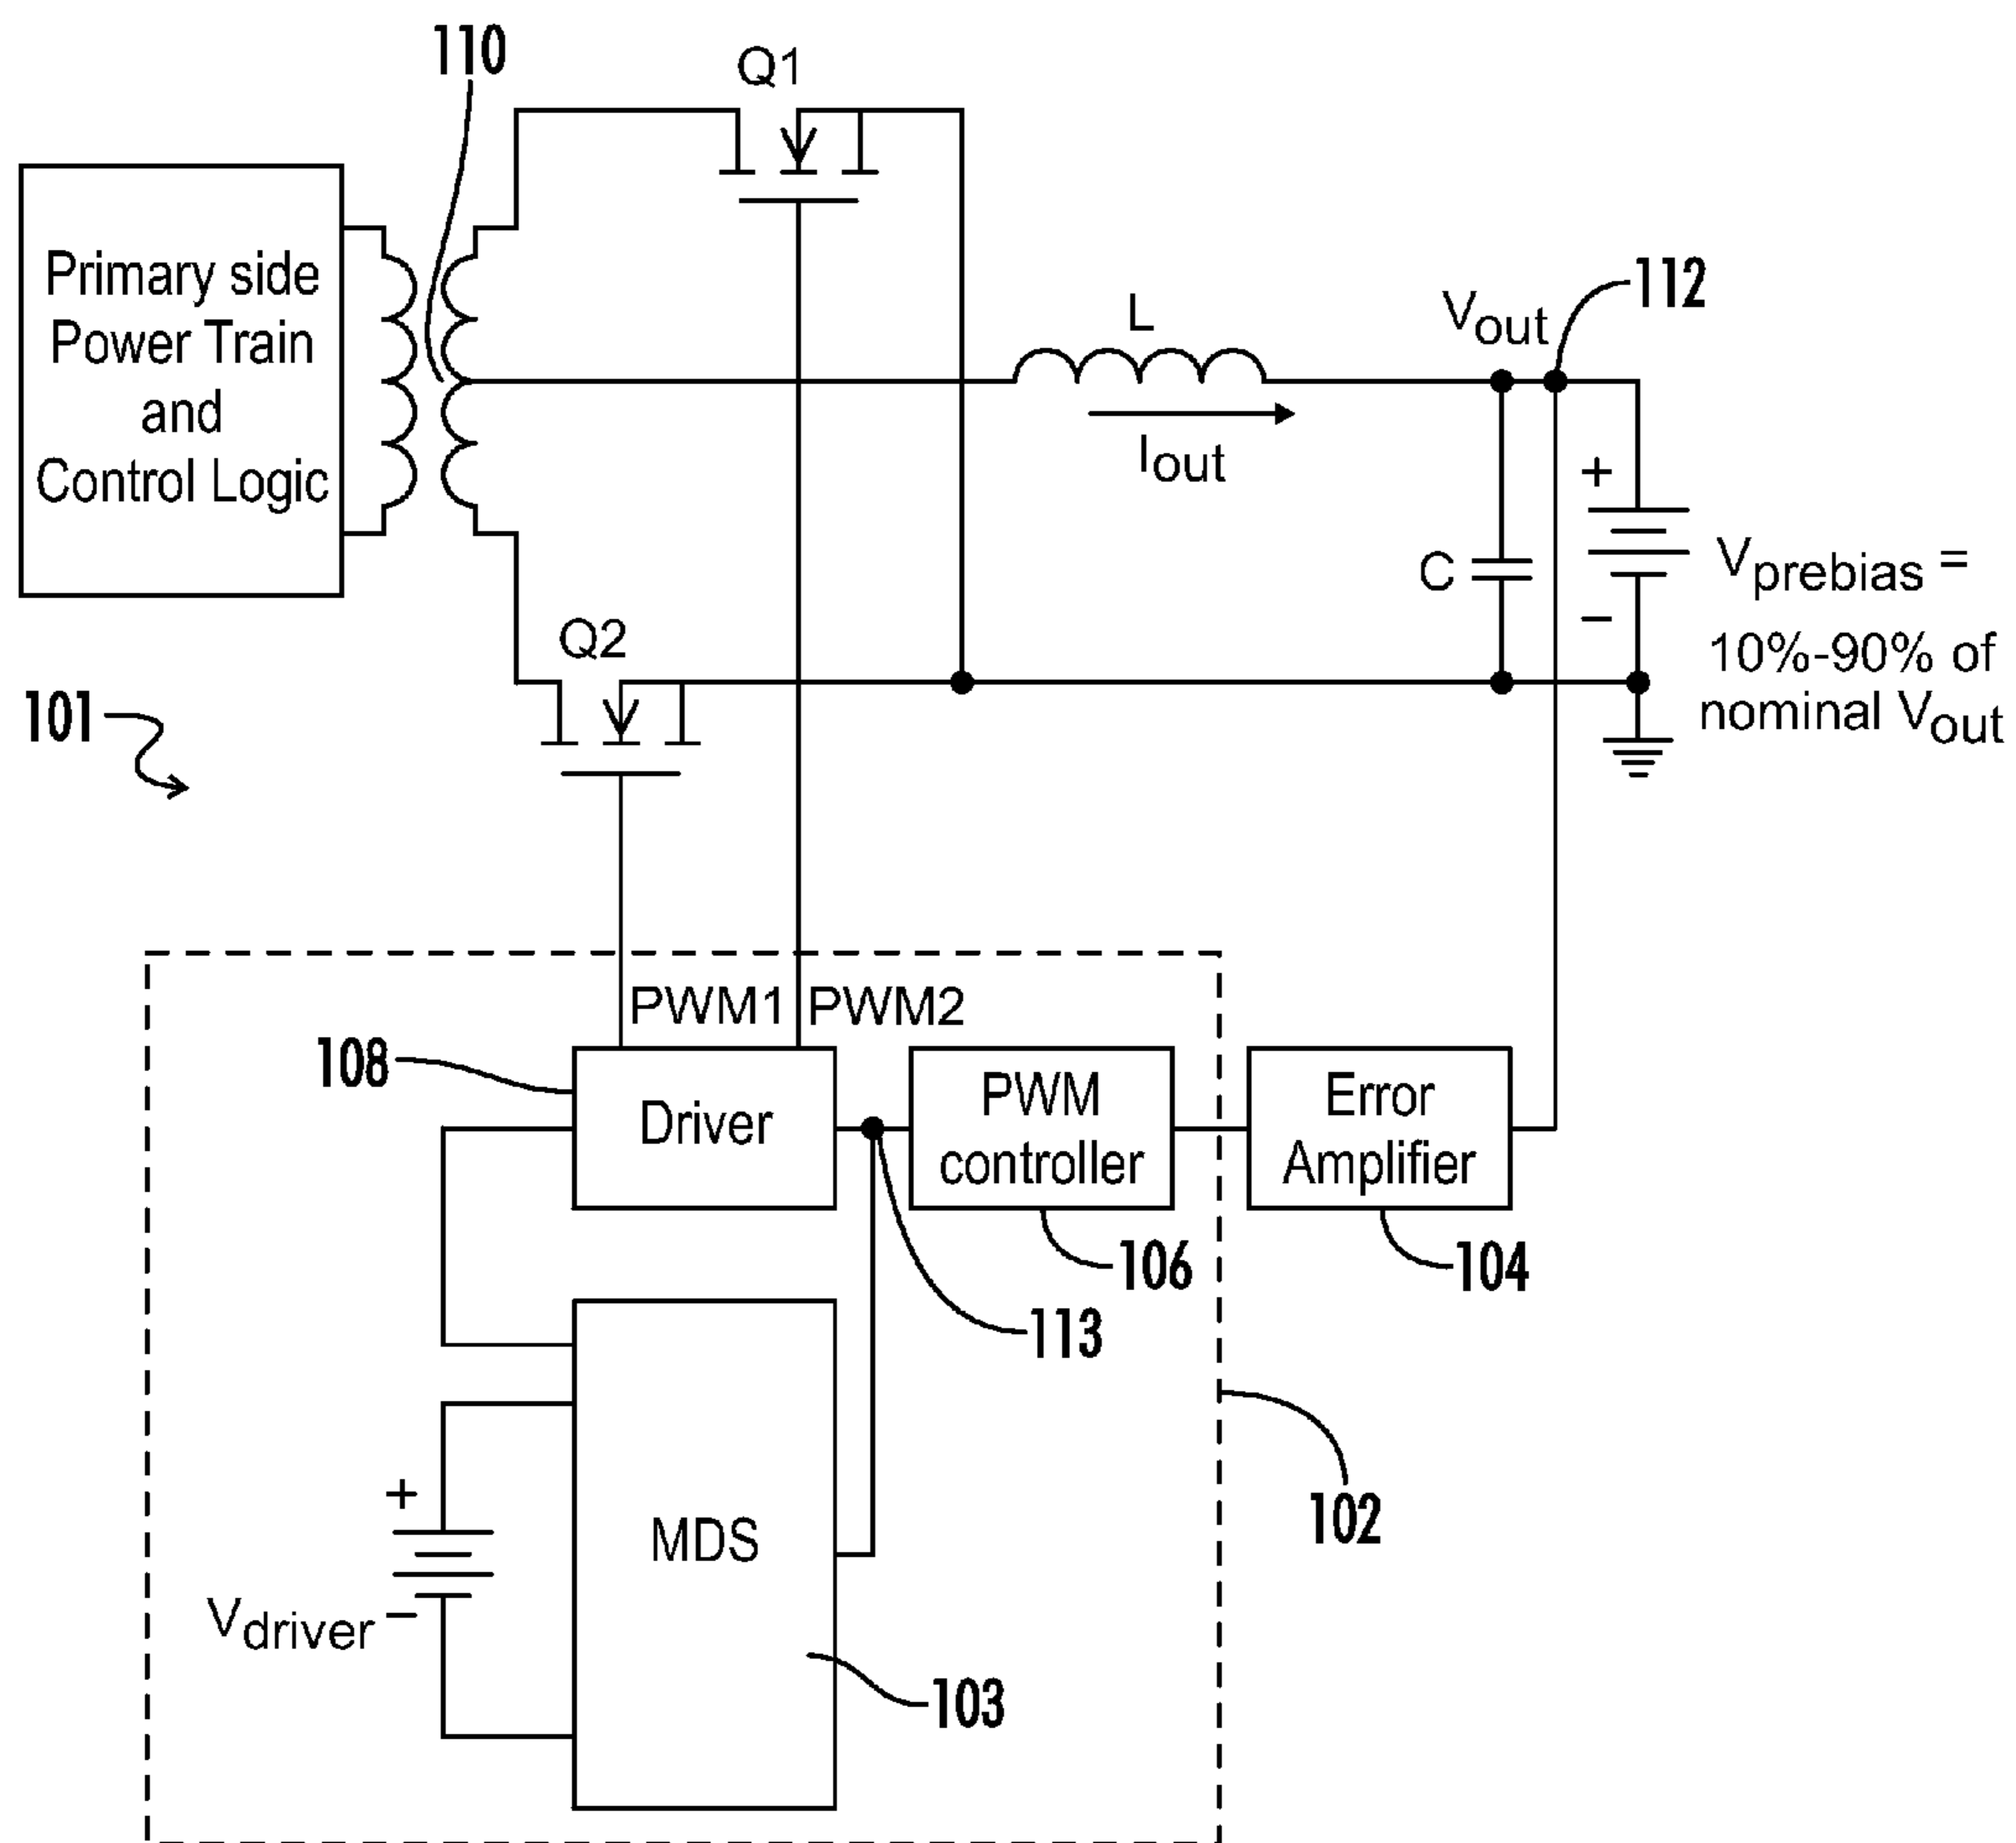 110
Q1
Primary side
Power Train
and
Control Logic
L
Vout
112
Iout
+
C
Vprebias =
−
10%-90% of
nominal Vout
Q2
101
PWM1
PWM2
108
Driver
PWM
controller
Error
Amplifier
106
104
113
102
MDS
+
Vdriver
−
103